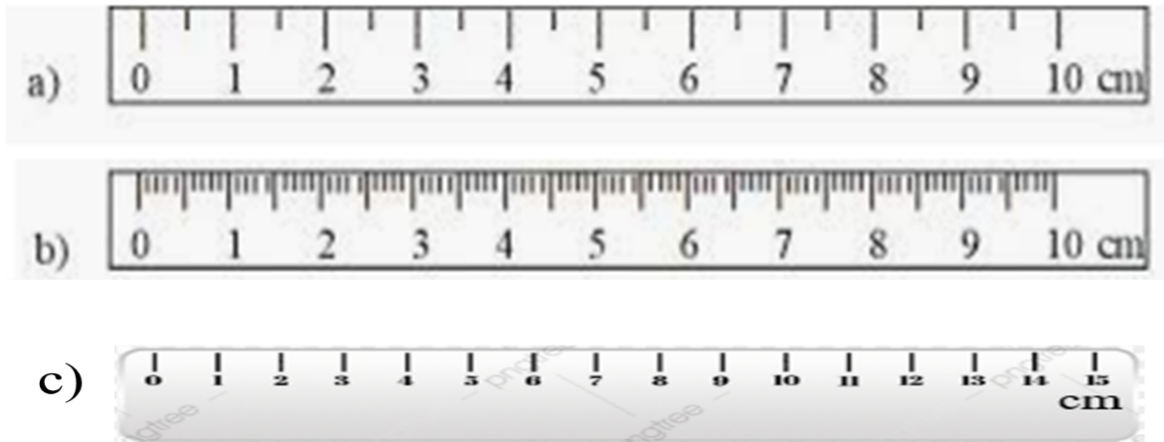 a) 0 1 2 3 4 5 6 7 8 9 10 cm
b) 0 1 2 3 4 5 6 7 8 9 10 cm
c) 0 1 2 3 4 5 6 7 8 9 10 11 12 13 14 15
cm
pngtree
pngtree